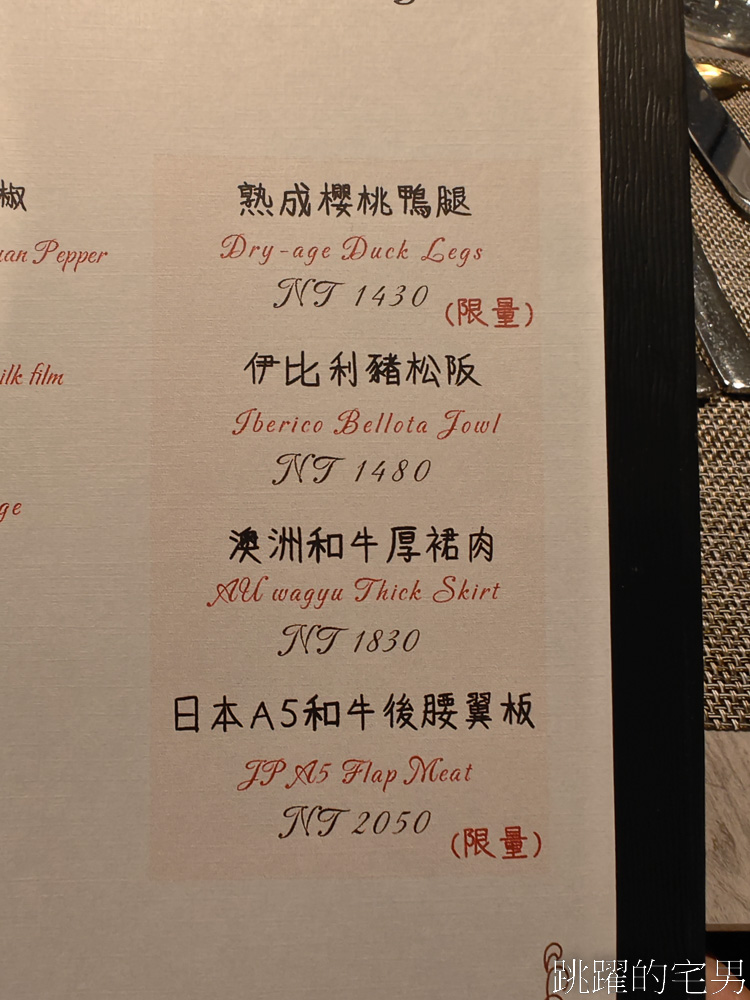 椒
uan Pepper
ilk film
ge
熟成櫻桃鴨腿
Dry-age Duck Legs
NT 1430
(限量)
伊比利豬松阪
Iberico Bellota Jowl
NT 1480
澳洲和牛厚裙肉
AU wagyu Thick Skirt
NT 1830
日本A5和牛後腰翼板
JP A5 Flap Meat
NT 2050
(限量)
跳躍的宅男